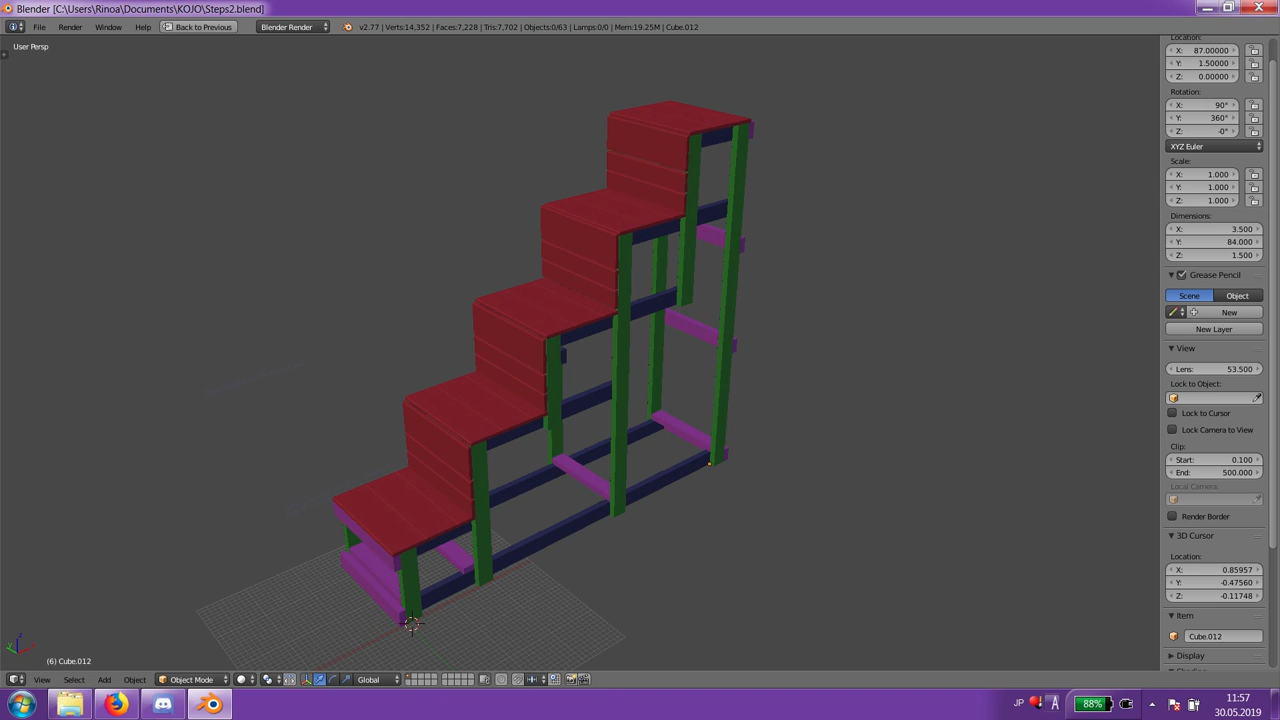 Blender [C:\Users\Rinoa\Documents\KOJO\Steps2.blend]
File Render Window Help Back to Previous Blender Render v2.77 | Verts:14,352 | Faces:7,228 | Tris:7,702 | Objects:0/63 | Lamps:0/0 | Mem:19.25M | Cube.012
User Persp
Location:
X: 87.00000
Y: 1.50000
Z: 0.00000
Rotation:
X: 90°
Y: 360°
Z: -0°
XYZ Euler
Scale:
X: 1.000
Y: 1.000
Z: 1.000
Dimensions:
X: 3.500
Y: 84.000
Z: 1.500
Grease Pencil
Scene Object
New
New Layer
View
Lens: 53.500
Lock to Object:
Lock to Cursor
Lock Camera to View
Clip:
Start: 0.100
End: 500.000
Local Camera:
Render Border
3D Cursor
Location:
X: 0.85957
Y: -0.47560
Z: -0.11748
Item
Cube.012
Display
z
y
(6) Cube.012
View Select Add Object Object Mode Global
JP A 88% 11:57
30.05.2019